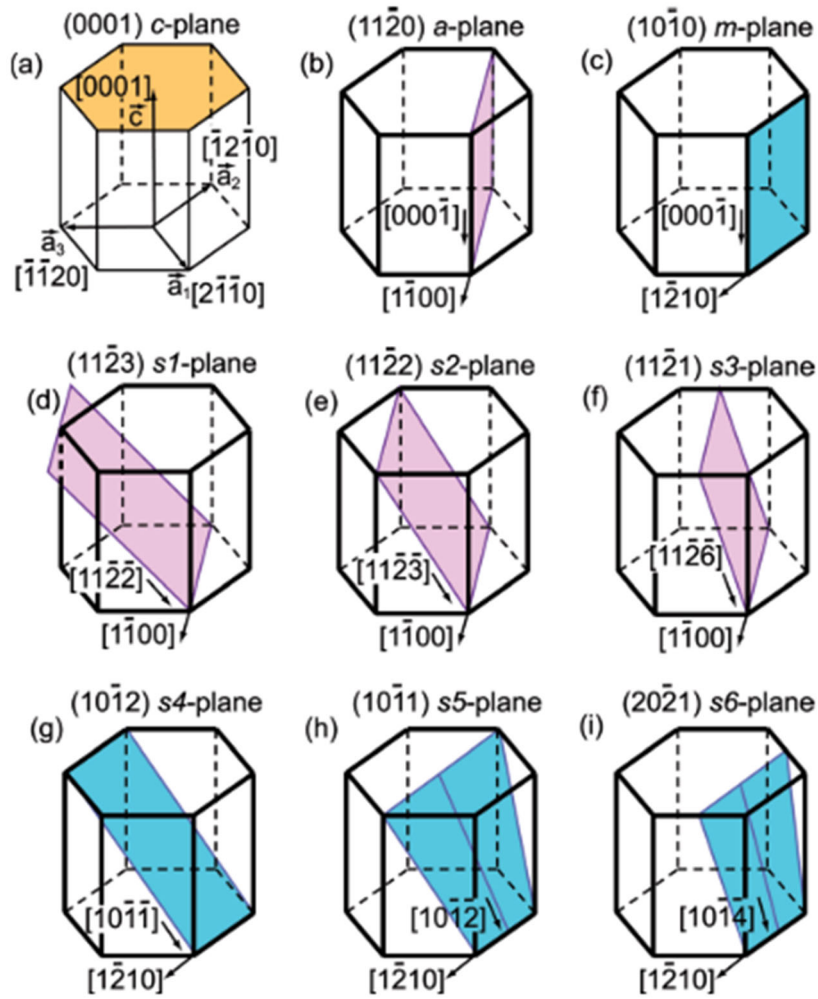 (0001) c-plane
(a)
[0001]
c⃗
[1̄21̄0]
a⃗₂
a⃗₃
[1̄1̄20]
a⃗₁[21̄1̄0]
(112̄0) a-plane
(b)
[0001̄]
[11̄00]
(101̄0) m-plane
(c)
[0001̄]
[12̄10]
(112̄3) s1-plane
(d)
[112̄2̄]
[11̄00]
(112̄2) s2-plane
(e)
[112̄3̄]
[11̄00]
(112̄1) s3-plane
(f)
[112̄6̄]
[11̄00]
(101̄2) s4-plane
(g)
[101̄1̄]
[12̄10]
(101̄1) s5-plane
(h)
[101̄2̄]
[12̄10]
(202̄1) s6-plane
(i)
[101̄4̄]
[12̄10]